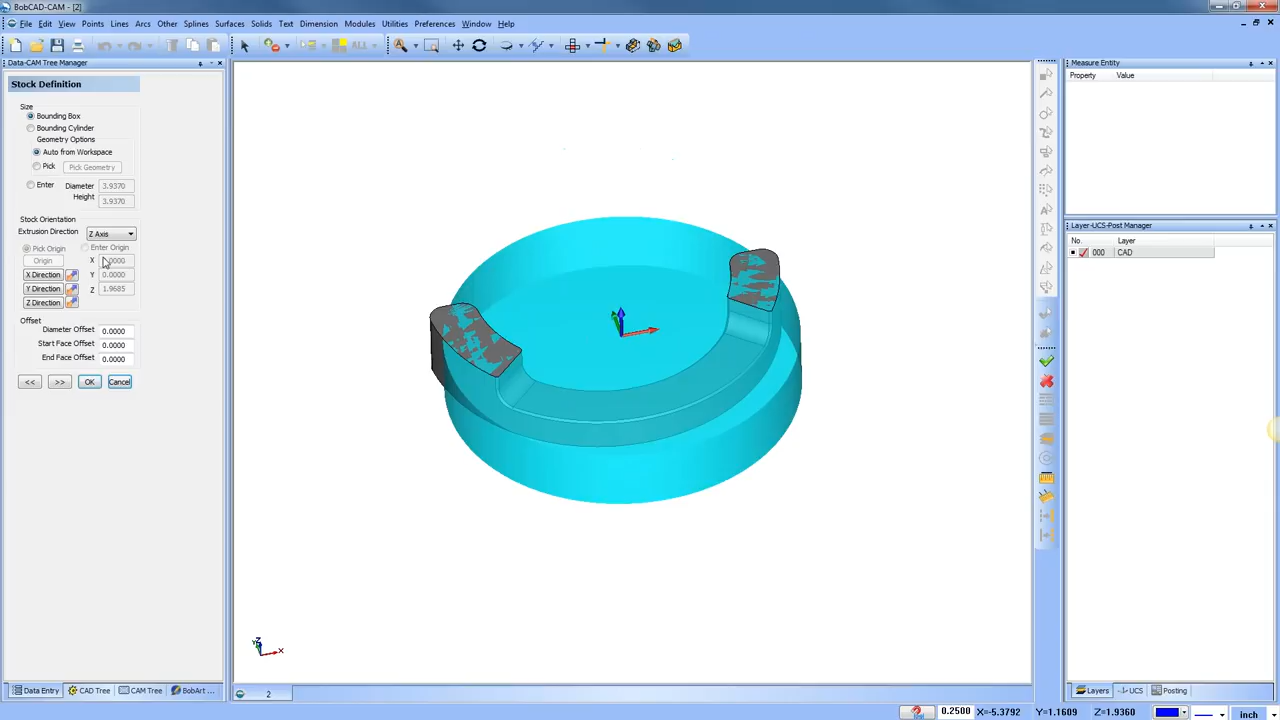 BobCAD-CAM - [2]
File Edit View Points Lines Arcs Other Splines Surfaces Solids Text Dimension Modules Utilities Preferences Window Help
ALL
Data-CAM Tree Manager
Measure Entity
Property Value
Stock Definition
Size
Bounding Box
Bounding Cylinder
Geometry Options
Auto from Workspace
Pick Pick Geometry
Enter Diameter 3.9370
Height 3.9370
Stock Orientation
Extrusion Direction Z Axis
Pick Origin Enter Origin
Origin X 0.0000
X Direction Y 0.0000
Y Direction Z 1.9685
Z Direction
Offset
Diameter Offset 0.0000
Start Face Offset 0.0000
End Face Offset 0.0000
<< >> OK Cancel
Layer-UCS-Post Manager
No. Layer
000 CAD
Z
Y
X
Data Entry CAD Tree CAM Tree BobArt ...
2
Layers UCS Posting
0.2500 X=-5.3792 Y=1.1609 Z=1.9360 inch